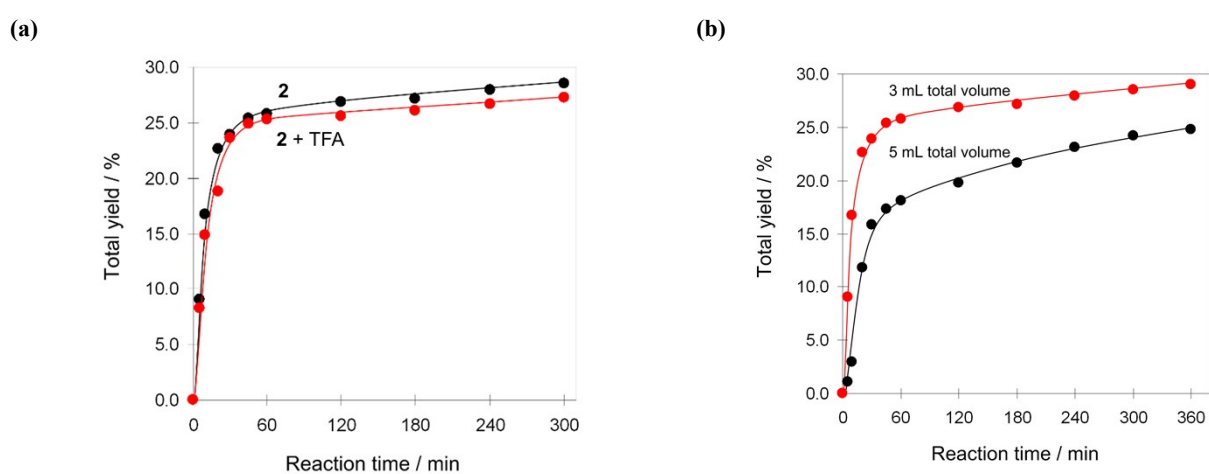 (a)
30.0
25.0
20.0
15.0
10.0
5.0
0.0
Total yield / %
2
2 + TFA
0 60 120 180 240 300
Reaction time / min
(b)
30.0
25.0
20.0
15.0
10.0
5.0
0.0
Total yield / %
3 mL total volume
5 mL total volume
0 60 120 180 240 300 360
Reaction time / min